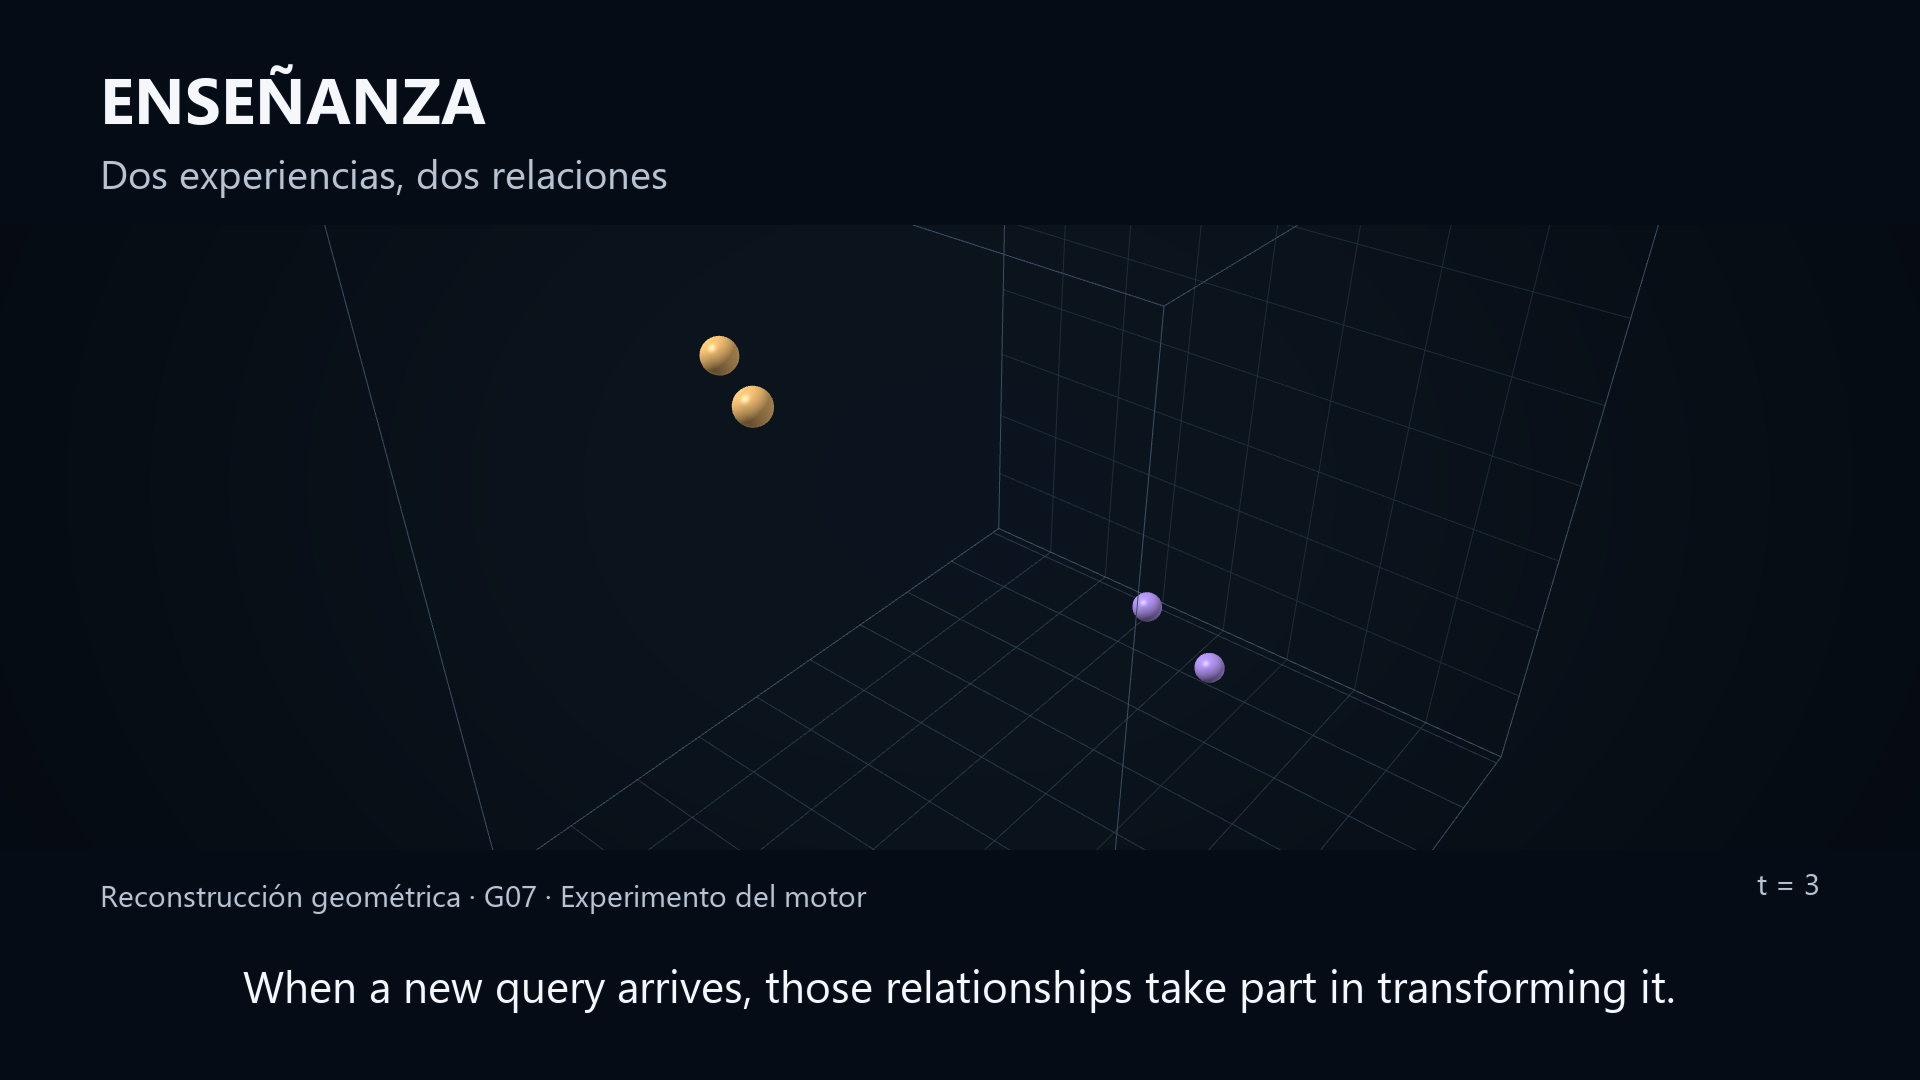 ENSEÑANZA
Dos experiencias, dos relaciones
Reconstrucción geométrica · G07 · Experimento del motor
t = 3
When a new query arrives, those relationships take part in transforming it.